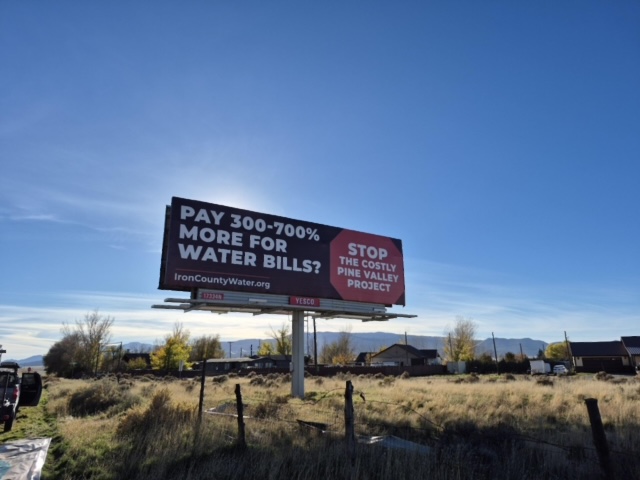 PAY 300-700%
MORE FOR
WATER BILLS?
IronCountyWater.org
STOP
THE COSTLY
PINE VALLEY
PROJECT
YESCO